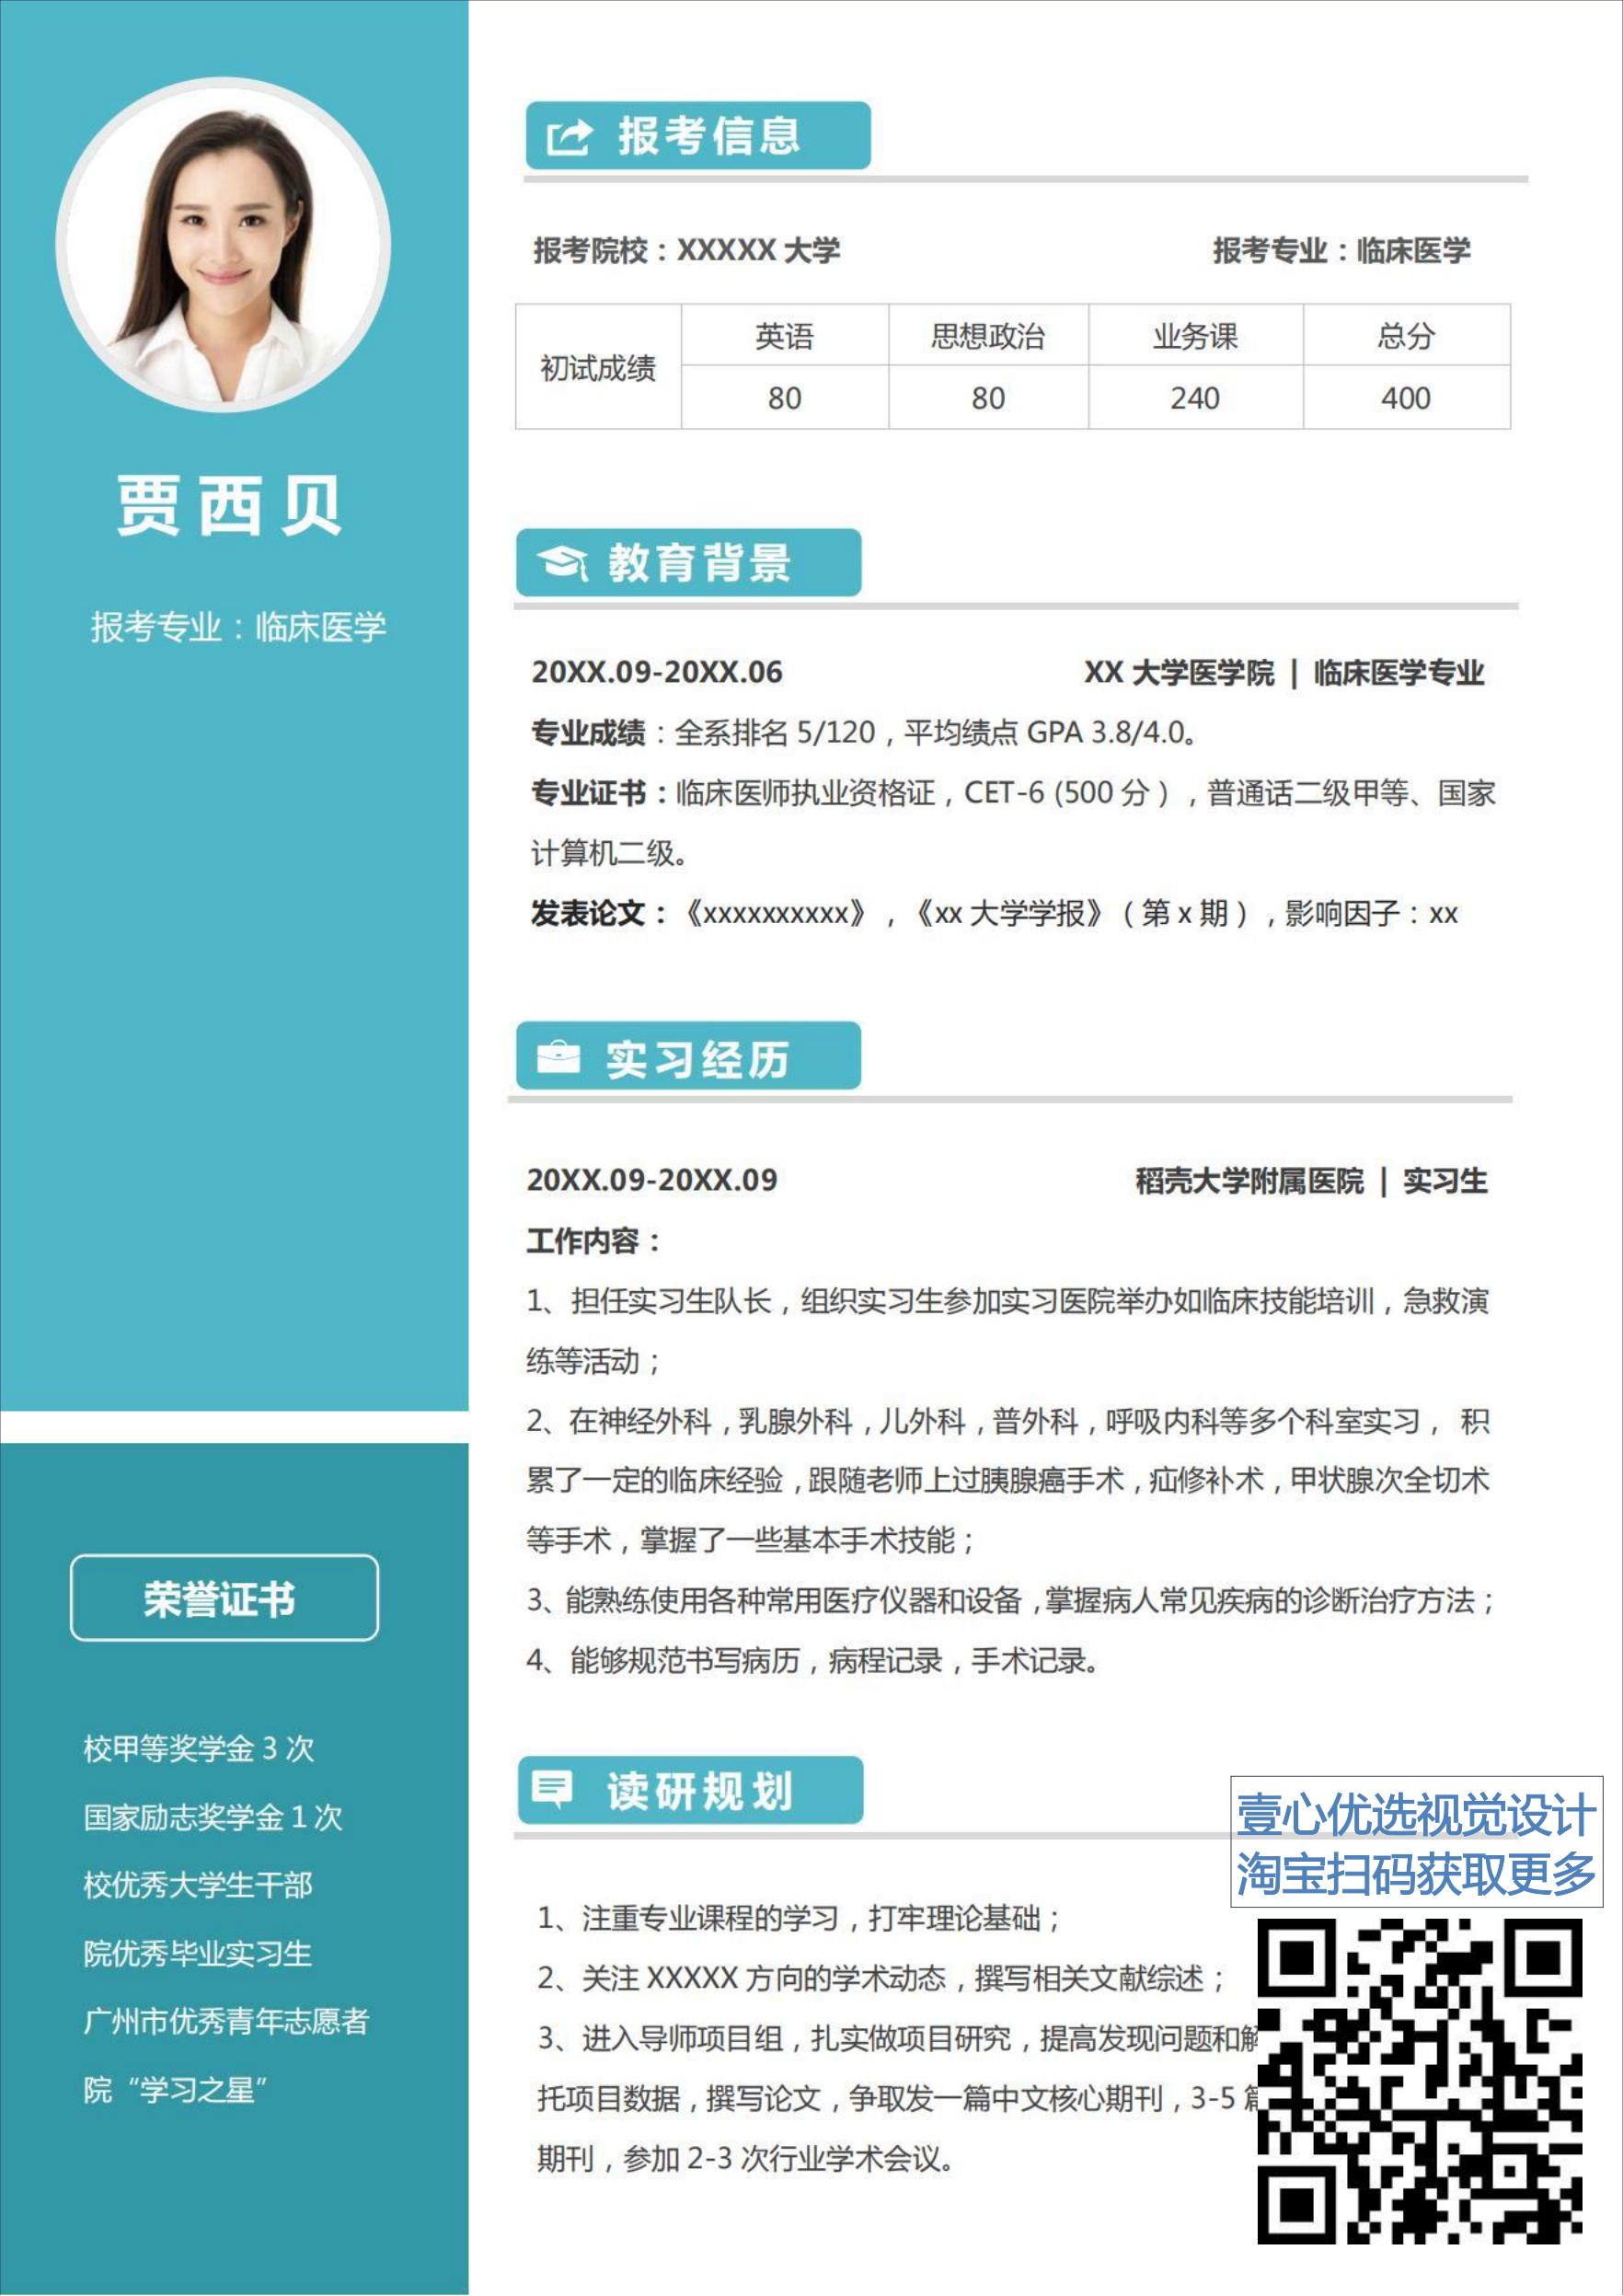 贾西贝
报考专业：临床医学
荣誉证书
校甲等奖学金 3 次
国家励志奖学金 1 次
校优秀大学生干部
院优秀毕业实习生
广州市优秀青年志愿者
院“学习之星”
报考信息
报考院校：XXXXX 大学 报考专业：临床医学
初试成绩 英语 思想政治 业务课 总分
80 80 240 400
教育背景
20XX.09-20XX.06 XX 大学医学院 | 临床医学专业
专业成绩：全系排名 5/120，平均绩点 GPA 3.8/4.0。
专业证书：临床医师执业资格证，CET-6 (500 分），普通话二级甲等、国家
计算机二级。
发表论文：《xxxxxxxxxx》，《xx 大学学报》（第 x 期），影响因子：xx
实习经历
20XX.09-20XX.09 稻壳大学附属医院 | 实习生
工作内容：
1、担任实习生队长，组织实习生参加实习医院举办如临床技能培训，急救演
练等活动；
2、在神经外科，乳腺外科，儿外科，普外科，呼吸内科等多个科室实习， 积
累了一定的临床经验，跟随老师上过胰腺癌手术，疝修补术，甲状腺次全切术
等手术，掌握了一些基本手术技能；
3、能熟练使用各种常用医疗仪器和设备，掌握病人常见疾病的诊断治疗方法；
4、能够规范书写病历，病程记录，手术记录。
读研规划
壹心优选视觉设计
淘宝扫码获取更多
1、注重专业课程的学习，打牢理论基础；
2、关注 XXXXX 方向的学术动态，撰写相关文献综述；
3、进入导师项目组，扎实做项目研究，提高发现问题和
托项目数据，撰写论文，争取发一篇中文核心期刊，3-5
期刊，参加 2-3 次行业学术会议。